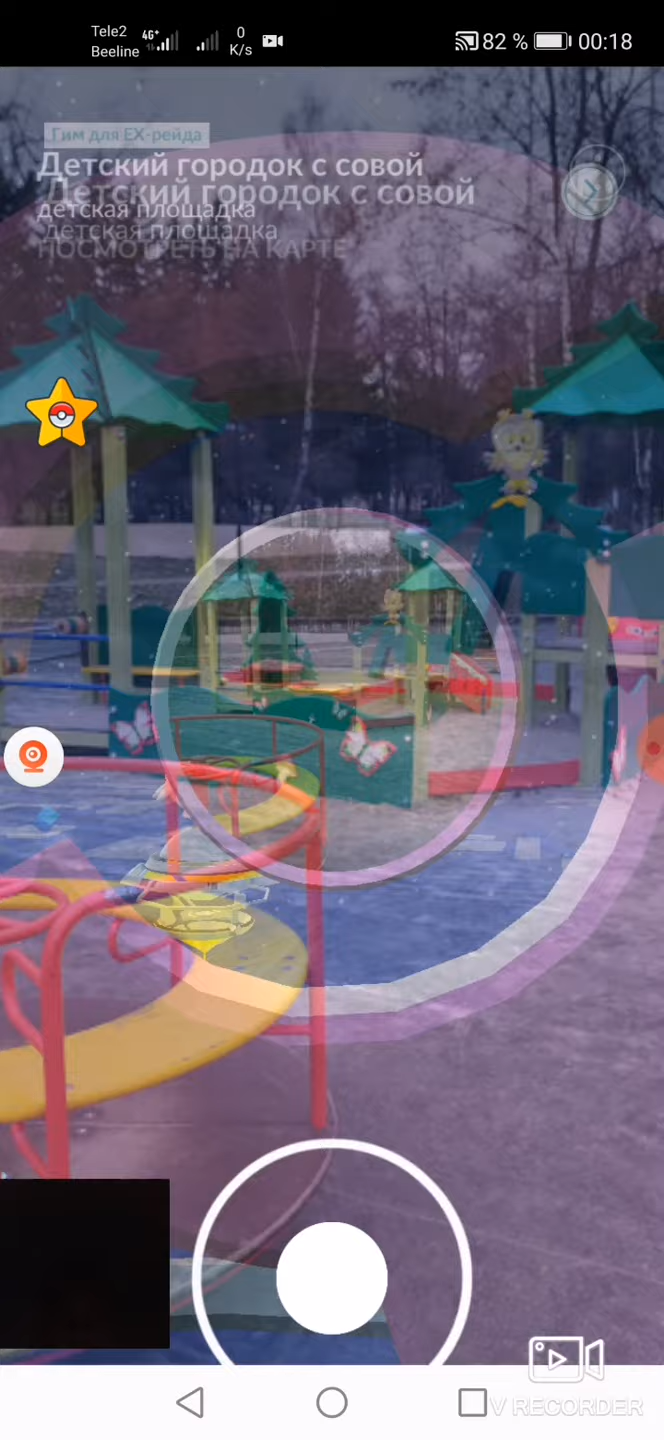 Tele2
Beeline
4G+
0
K/s
82 %
00:18
Гим для EX-рейда
Детский городок с совой
Детский городок с совой
детская площадка
детская площадка
ПОСМОТРЕТЬ НА КАРТЕ
V RECORDER